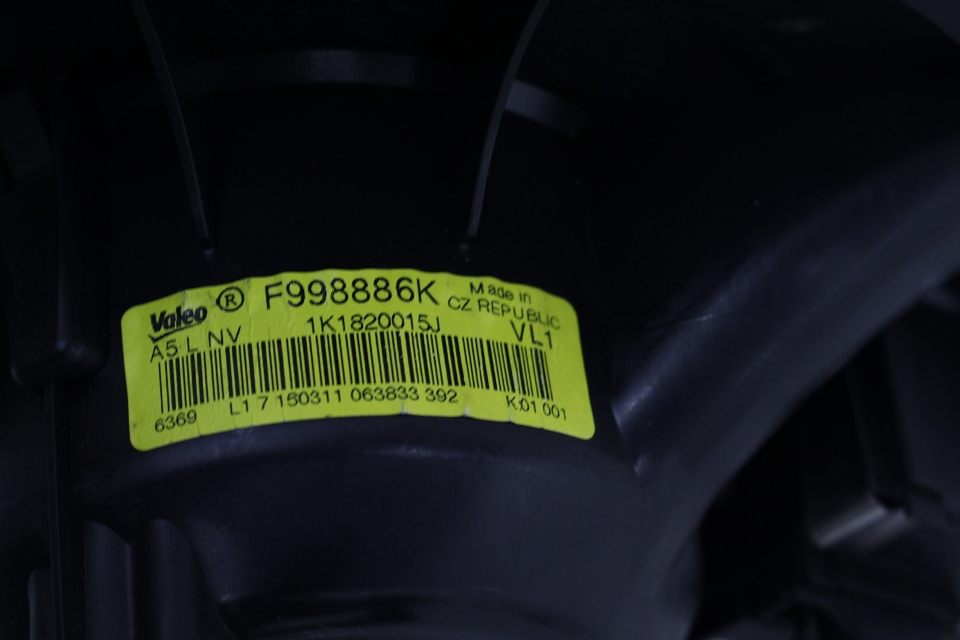 Valeo ® F998886K Made in
CZ REPUBLIC
A5 L NV 1K1820015J VL1
6369 L1 7 150311 063833 392 K:01 001